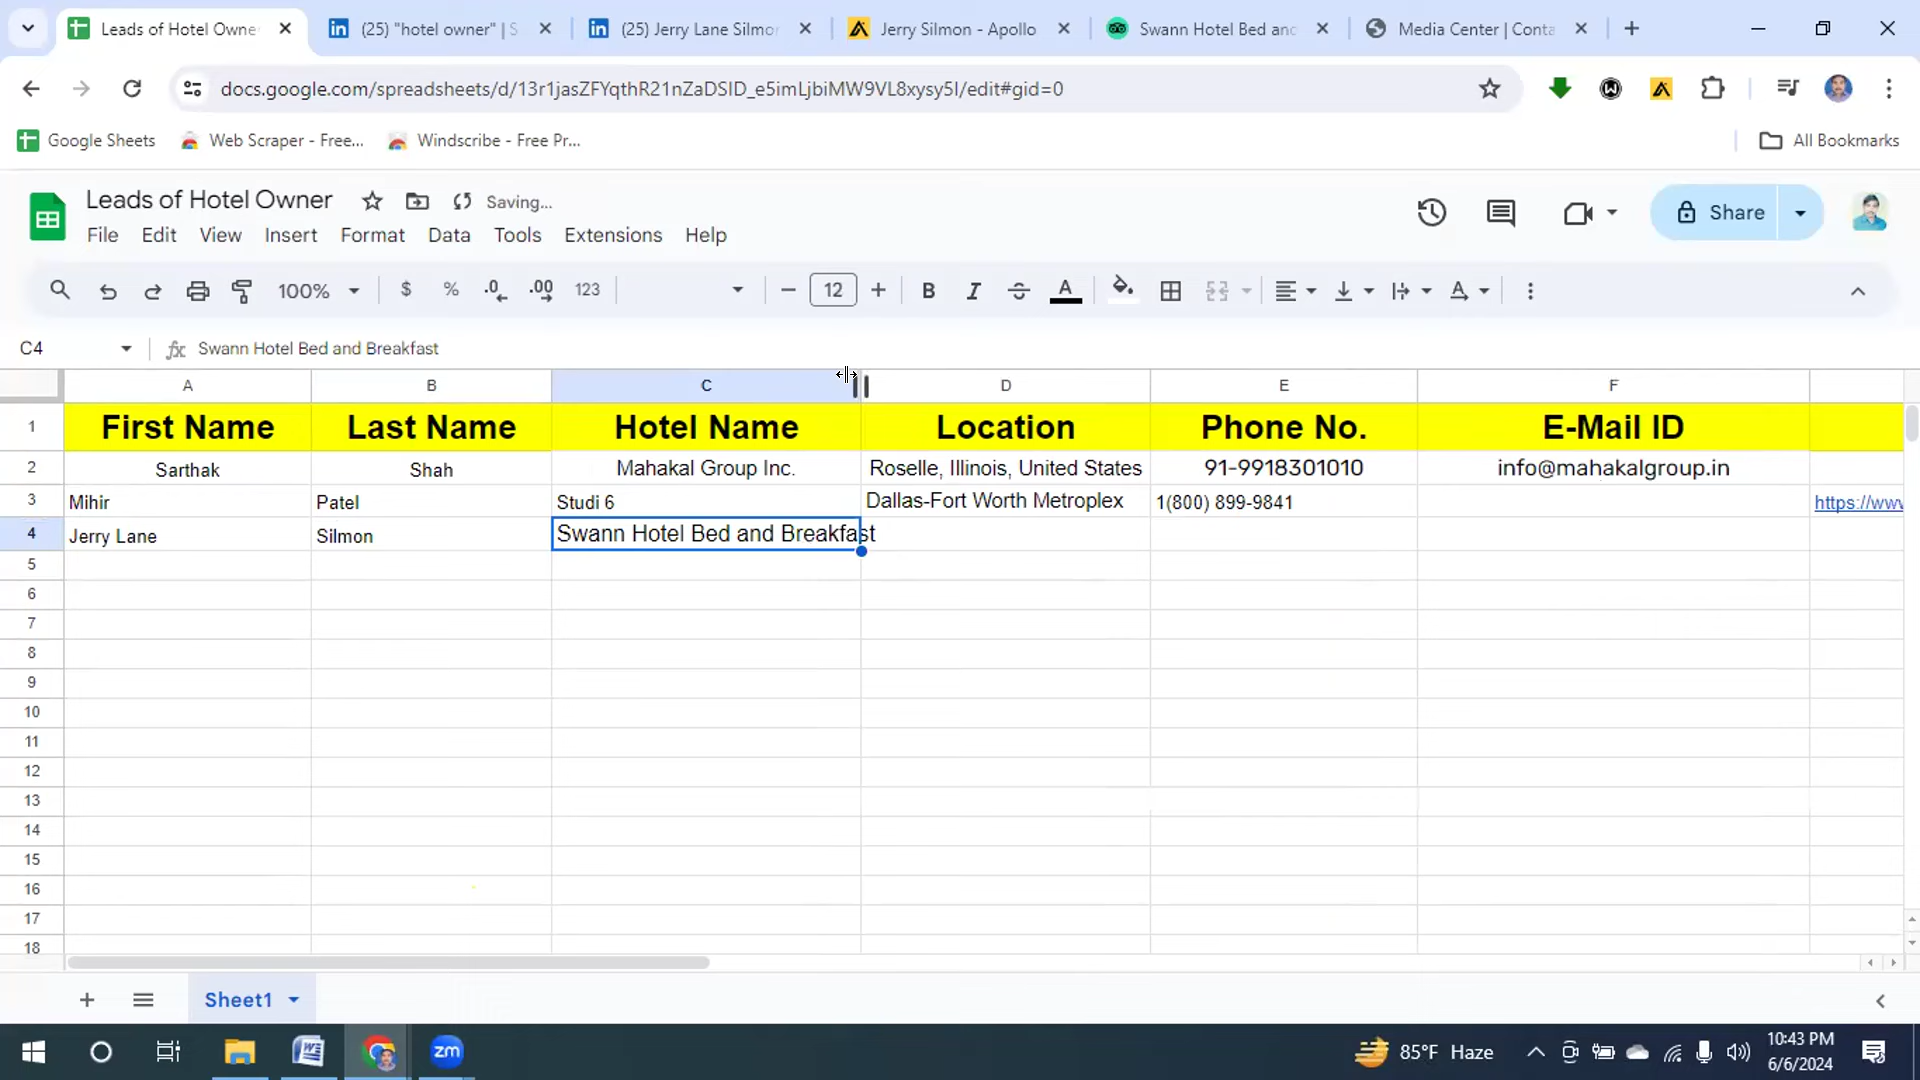 Leads of Hotel Owne
(25) "hotel owner" | S
(25) Jerry Lane Silmor
Jerry Silmon - Apollo
Swann Hotel Bed and
Media Center | Conta
docs.google.com/spreadsheets/d/13r1jasZFYqthR21nZaDSID_e5imLjbiMW9VL8xysy5I/edit#gid=0
Google Sheets
Web Scraper - Free...
Windscribe - Free Pr...
All Bookmarks
Leads of Hotel Owner
Saving...
Share
File Edit View Insert Format Data Tools Extensions Help
100% $ % .0 .00 123 12 B I A
C4 fx Swann Hotel Bed and Breakfast
A B C D E F
1 First Name Last Name Hotel Name Location Phone No. E-Mail ID
2 Sarthak Shah Mahakal Group Inc. Roselle, Illinois, United States 91-9918301010 info@mahakalgroup.in
3 Mihir Patel Studi 6 Dallas-Fort Worth Metroplex 1(800) 899-9841 https://www
4 Jerry Lane Silmon Swann Hotel Bed and Breakfast
5
6
7
8
9
10
11
12
13
14
15
16
17
18
Sheet1
W zm
85°F Haze
10:43 PM
6/6/2024